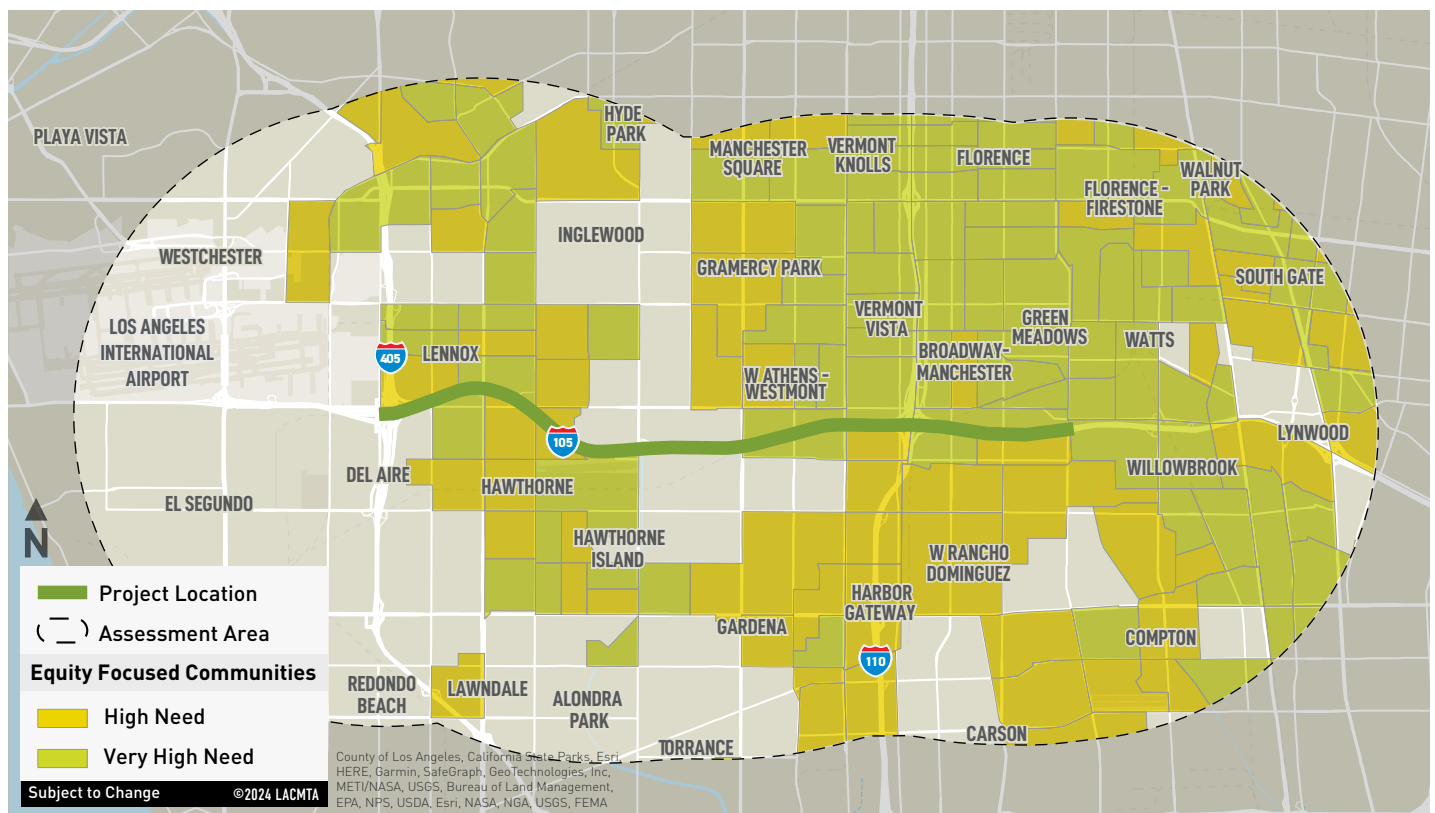 PLAYA VISTA
HYDE
PARK
MANCHESTER
SQUARE
VERMONT
KNOLLS
FLORENCE
FLORENCE -
FIRESTONE
WALNUT
PARK
WESTCHESTER
INGLEWOOD
GRAMERCY PARK
SOUTH GATE
LOS ANGELES
INTERNATIONAL
AIRPORT
405
LENNOX
VERMONT
VISTA
GREEN
MEADOWS
WATTS
BROADWAY-
MANCHESTER
W ATHENS -
WESTMONT
105
LYNWOOD
DEL AIRE
HAWTHORNE
WILLOWBROOK
EL SEGUNDO
N
HAWTHORNE
ISLAND
W RANCHO
DOMINGUEZ
HARBOR
GATEWAY
GARDENA
COMPTON
110
REDONDO
BEACH
LAWNDALE
ALONDRA
PARK
CARSON
TORRANCE
Project Location
Assessment Area
Equity Focused Communities
High Need
Very High Need
Subject to Change ©2024 LACMTA
County of Los Angeles, California State Parks, Esri,
HERE, Garmin, SafeGraph, GeoTechnologies, Inc,
METI/NASA, USGS, Bureau of Land Management,
EPA, NPS, USDA, Esri, NASA, NGA, USGS, FEMA